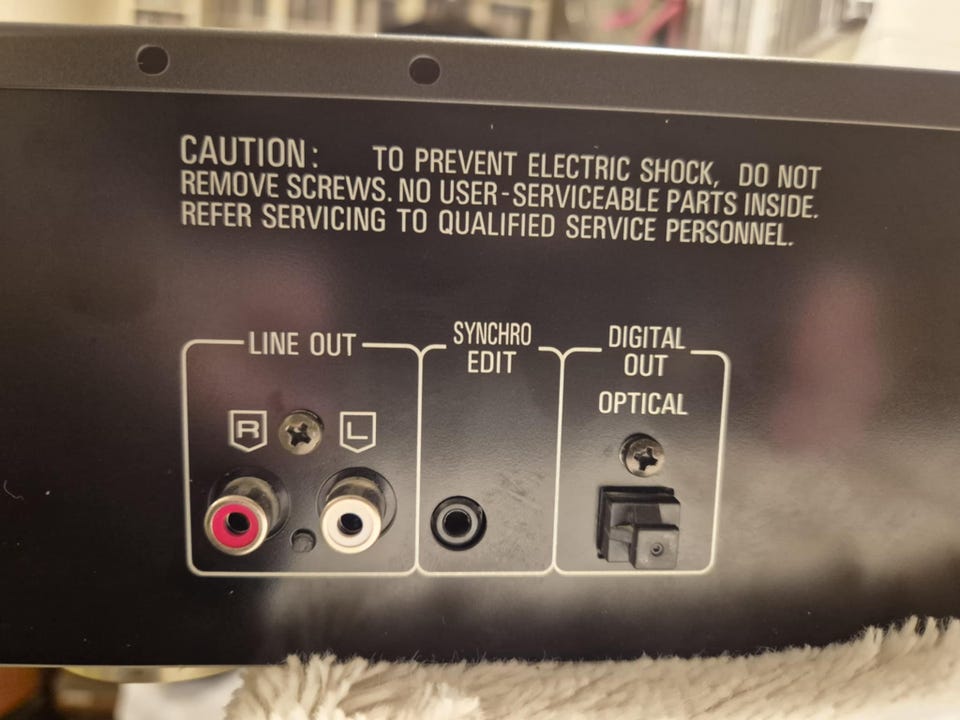 CAUTION: TO PREVENT ELECTRIC SHOCK, DO NOT
REMOVE SCREWS. NO USER-SERVICEABLE PARTS INSIDE.
REFER SERVICING TO QUALIFIED SERVICE PERSONNEL.
LINE OUT
R L
SYNCHRO
EDIT
DIGITAL
OUT
OPTICAL